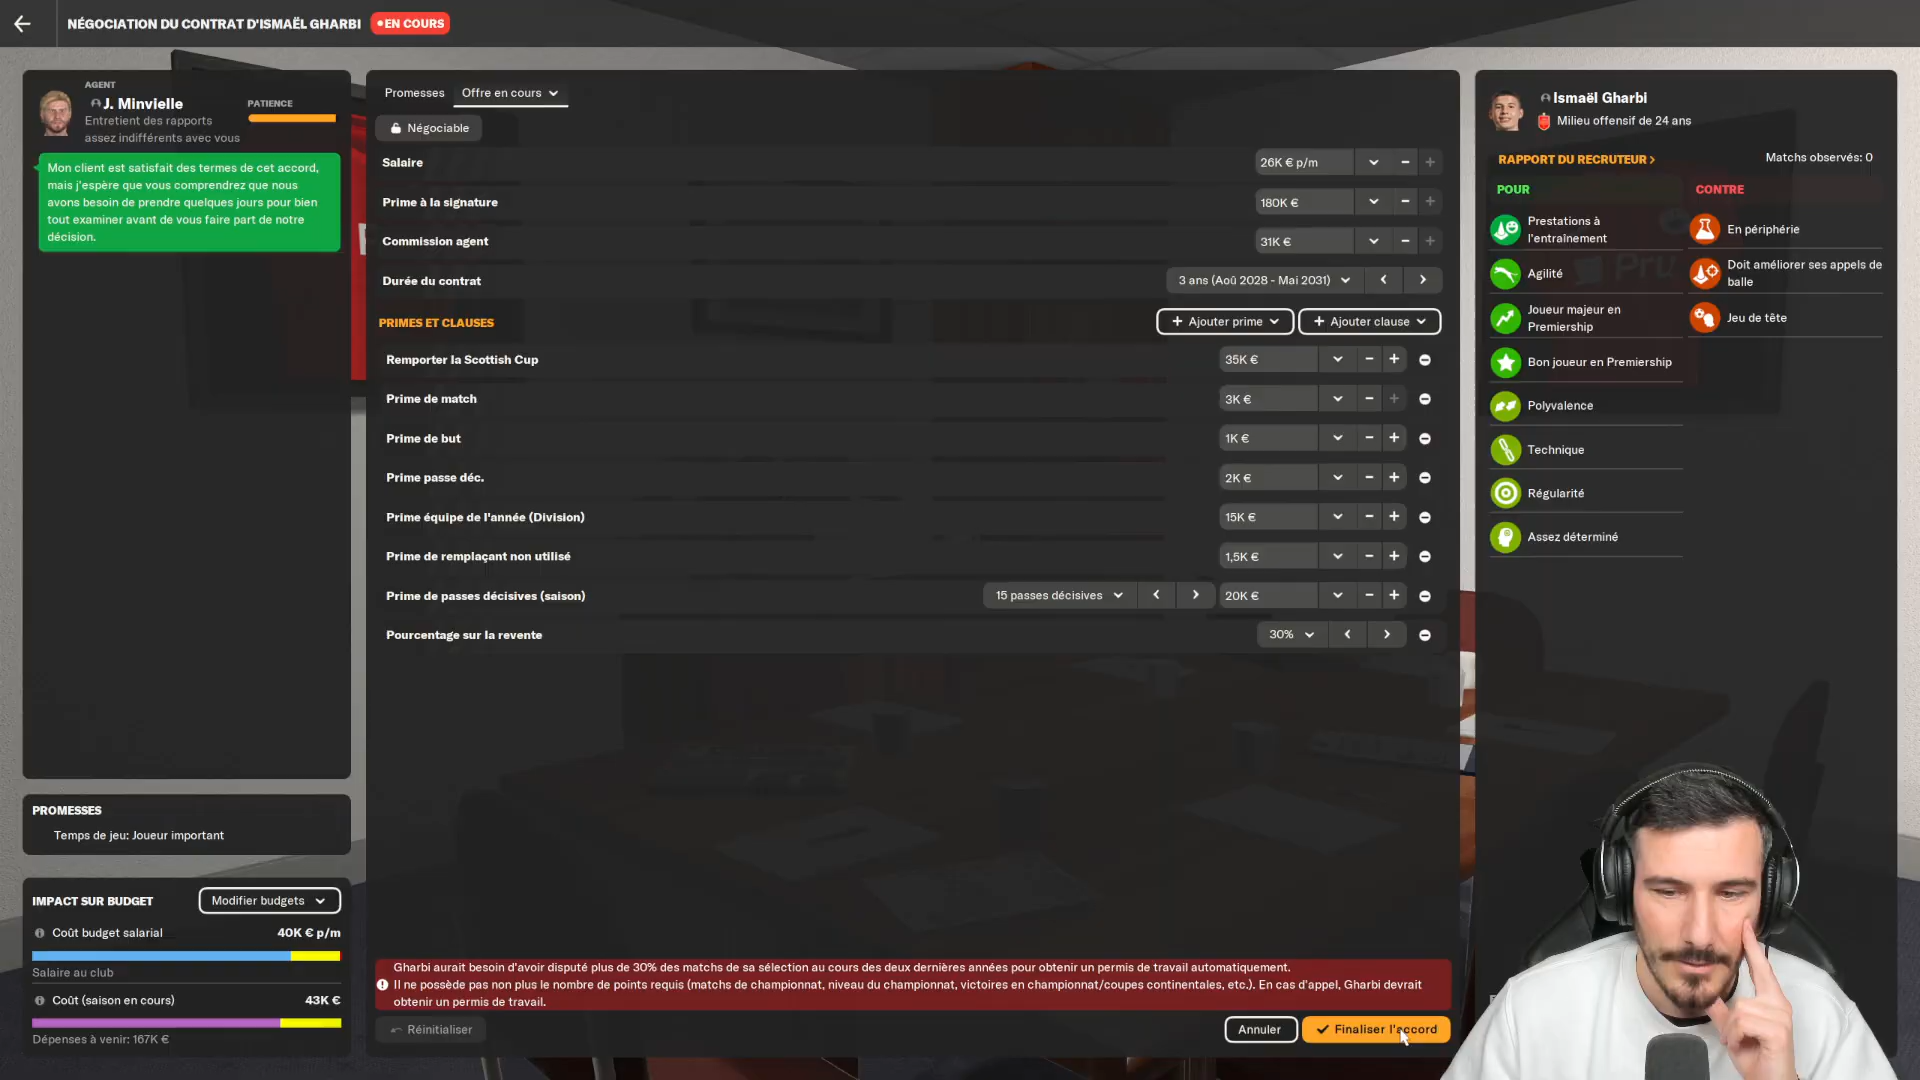 NÉGOCIATION DU CONTRAT D'ISMAËL GHARBI
•EN COURS
AGENT
J. Minvielle
Entretient des rapports
assez indifférents avec vous
PATIENCE
Mon client est satisfait des termes de cet accord,
mais j'espère que vous comprendrez que nous
avons besoin de prendre quelques jours pour bien
tout examiner avant de vous faire part de notre
décision.
PROMESSES
Temps de jeu: Joueur important
IMPACT SUR BUDGET
Modifier budgets
Coût budget salarial
40K € p/m
Salaire au club
Coût (saison en cours)
43K €
Dépenses à venir: 167K €
Promesses
Offre en cours
Négociable
Salaire
26K € p/m
Prime à la signature
180K €
Commission agent
31K €
Durée du contrat
3 ans (Aoû 2028 - Mai 2031)
PRIMES ET CLAUSES
+ Ajouter prime
+ Ajouter clause
Remporter la Scottish Cup
35K €
Prime de match
3K €
Prime de but
1K €
Prime passe déc.
2K €
Prime équipe de l'année (Division)
15K €
Prime de remplaçant non utilisé
1,5K €
Prime de passes décisives (saison)
15 passes décisives
20K €
Pourcentage sur la revente
30%
Gharbi aurait besoin d'avoir disputé plus de 30% des matchs de sa sélection au cours des deux dernières années pour obtenir un permis de travail automatiquement.
Il ne possède pas non plus le nombre de points requis (matchs de championnat, niveau du championnat, victoires en championnat/coupes continentales, etc.). En cas d'appel, Gharbi devrait
obtenir un permis de travail.
Réinitialiser
Annuler
Finaliser l'accord
Ismaël Gharbi
Milieu offensif de 24 ans
RAPPORT DU RECRUTEUR >
Matchs observés: 0
POUR
Prestations à
l'entraînement
Agilité
Joueur majeur en
Premiership
Bon joueur en Premiership
Polyvalence
Technique
Régularité
Assez déterminé
CONTRE
En périphérie
Doit améliorer ses appels de
balle
Jeu de tête